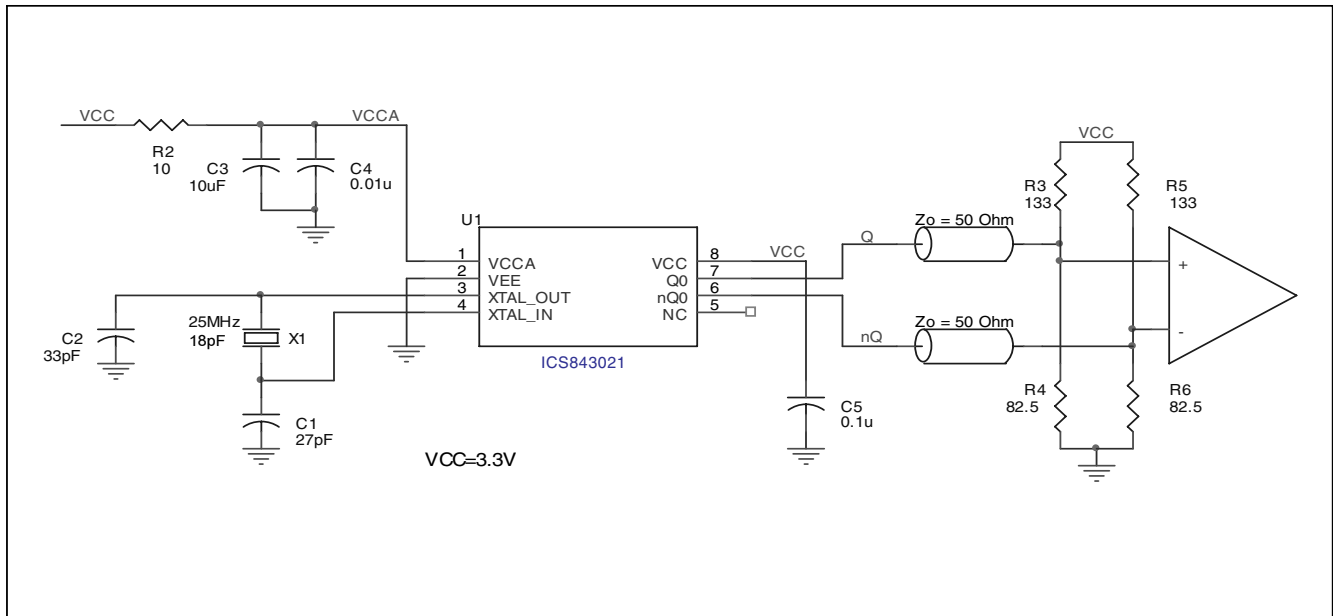 VCC
VCCA
R2
10
C3
10uF
C4
0.01u
VCC
R3
133
R5
133
U1
Zo = 50 Ohm
Q
1
VCCA
2
VEE
3
XTAL_OUT
4
XTAL_IN
VCC
8
VCC
Q0
7
nQ0
6
NC
5
+
-
25MHz
18pF
X1
C2
33pF
Zo = 50 Ohm
nQ
ICS843021
C1
27pF
C5
0.1u
R4
82.5
R6
82.5
VCC=3.3V